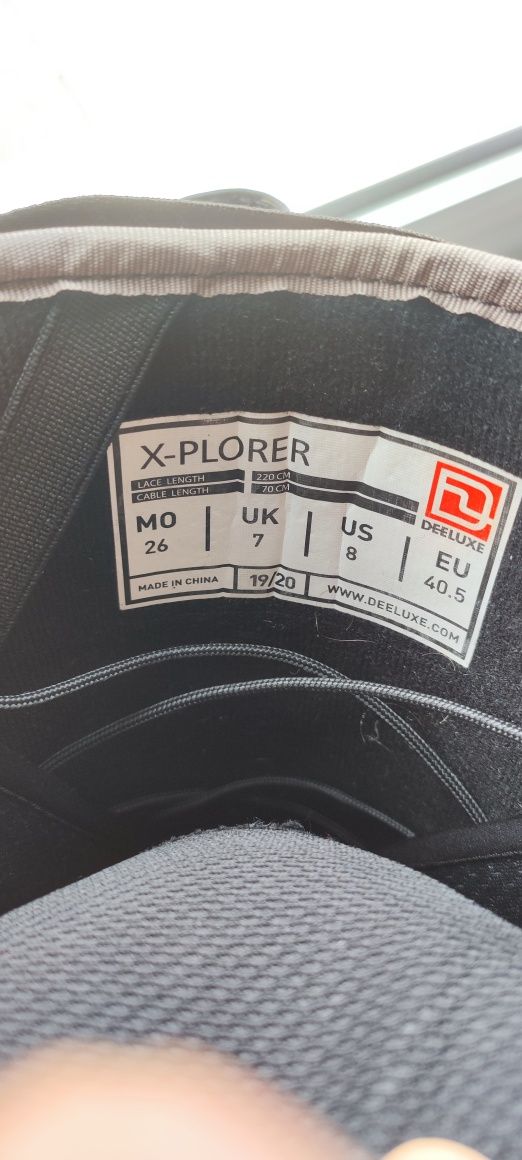 X-PLORER
LACE LENGTH 220 CM
CABLE LENGTH 70 CM
DEELUXE
MO UK US EU
26 7 8 40.5
MADE IN CHINA 19/20 WWW.DEELUXE.COM